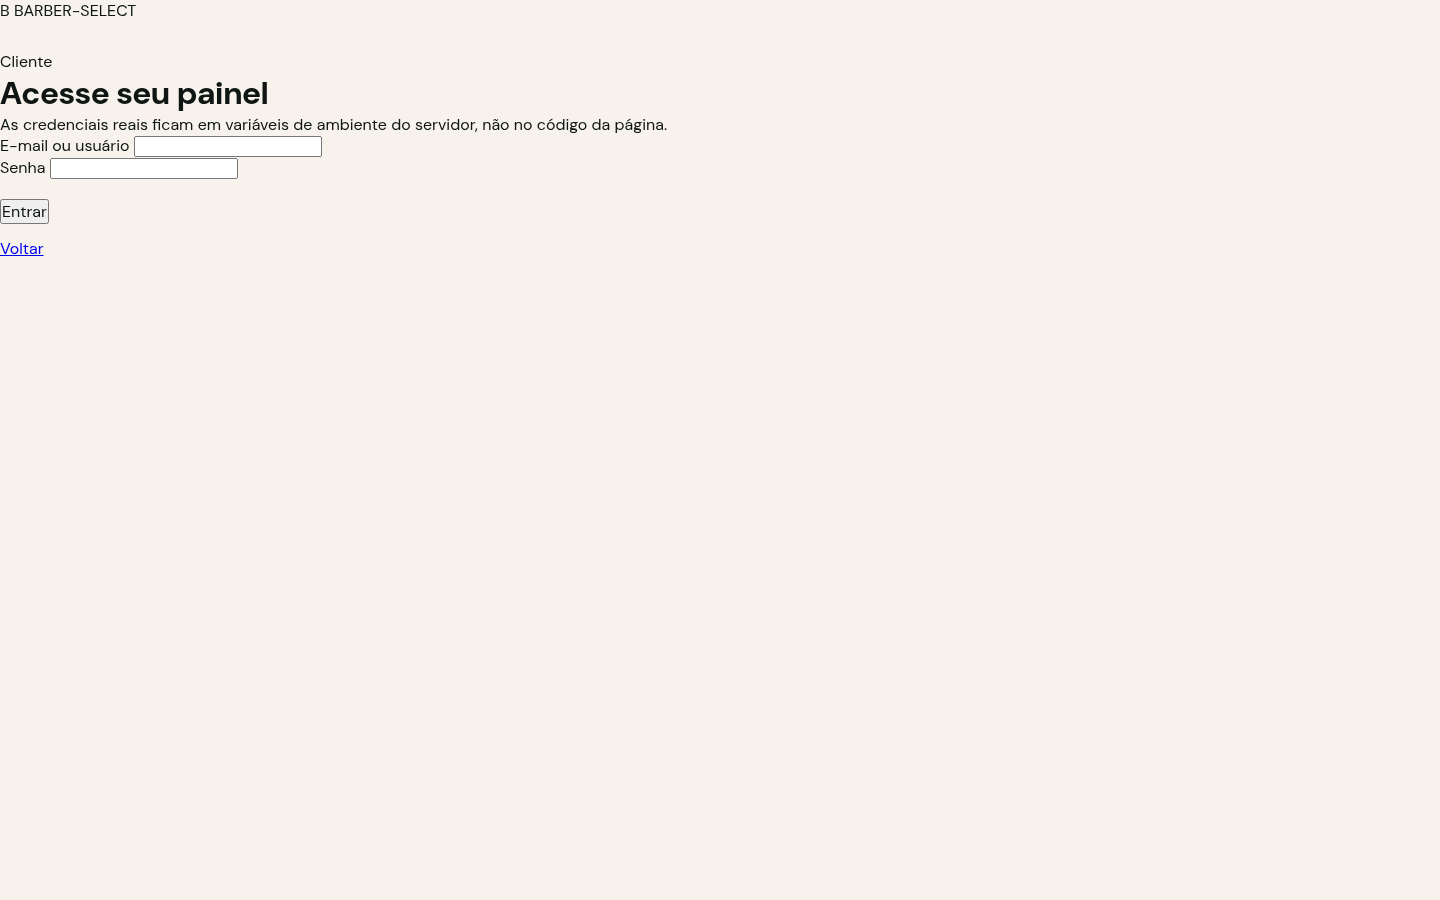 B BARBER-SELECT
Cliente
Acesse seu painel
As credenciais reais ficam em variáveis de ambiente do servidor, não no código da página.
E-mail ou usuário
Senha
Entrar
Voltar